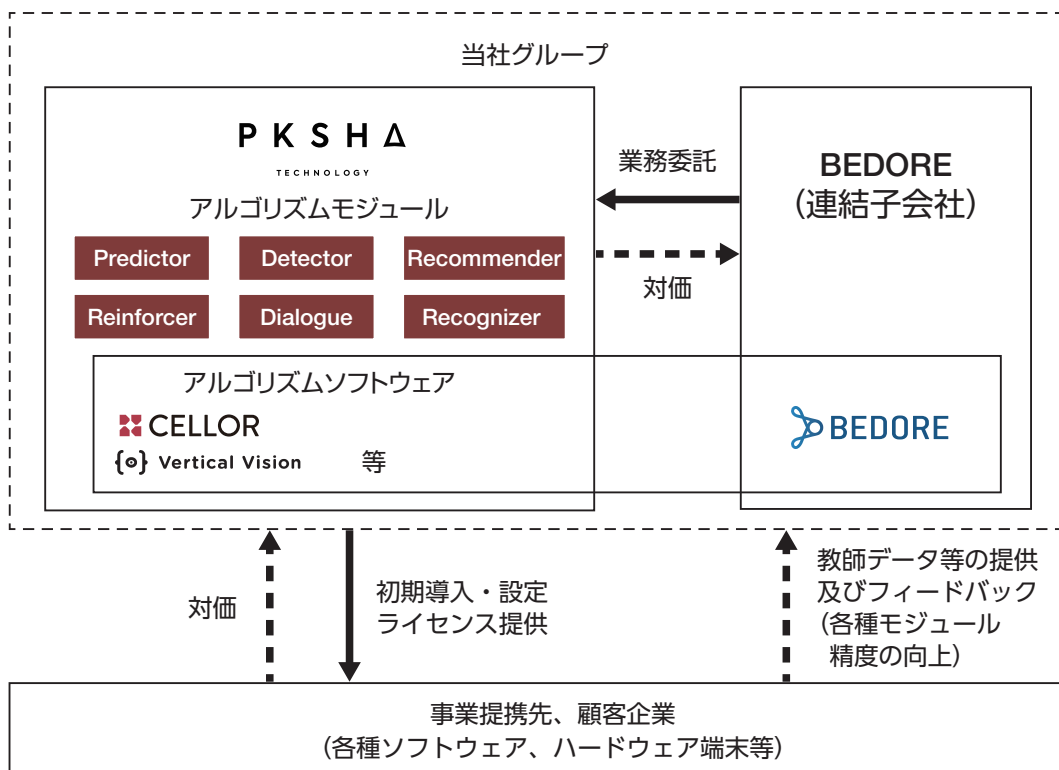 当社グループ
PKSHA
TECHNOLOGY
アルゴリズムモジュール
Predictor
Detector
Recommender
Reinforcer
Dialogue
Recognizer
業務委託
対価
BEDORE
（連結子会社）
アルゴリズムソフトウェア
CELLOR
Vertical Vision
等
BEDORE
対価
初期導入・設定
ライセンス提供
教師データ等の提供
及びフィードバック
（各種モジュール
精度の向上）
事業提携先、顧客企業
（各種ソフトウェア、ハードウェア端末等）